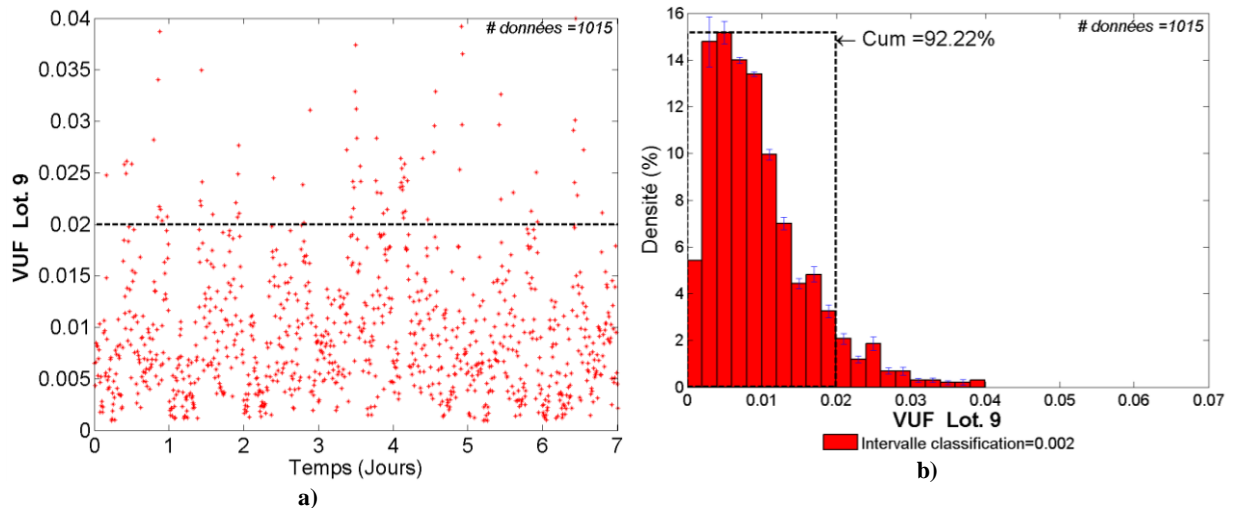 # données =1015
0.04
0.035
0.03
0.025
0.02
0.015
0.01
0.005
0
VUF Lot. 9
0 1 2 3 4 5 6 7
Temps (Jours)
a)
# données =1015
← Cum =92.22%
16
14
12
10
8
6
4
2
0
Densité (%)
0 0.01 0.02 0.03 0.04 0.05 0.06 0.07
VUF Lot. 9
Intervalle classification=0.002
b)